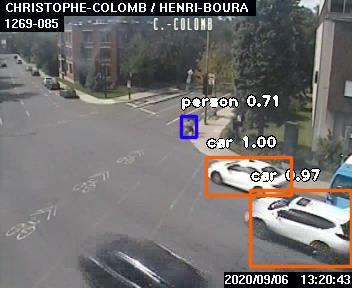 CHRISTOPHE-COLOMB / HENRI-BOURA
1269-085
C.-COLOMB
person 0.71
car 1.00
car 0.97
2020/09/06 13:20:43